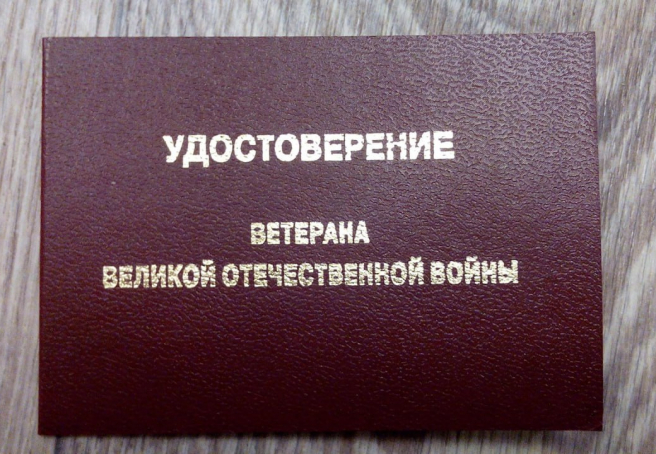 УДОСТОВЕРЕНИЕ
ВЕТЕРАНА
ВЕЛИКОЙ ОТЕЧЕСТВЕННОЙ ВОЙНЫ